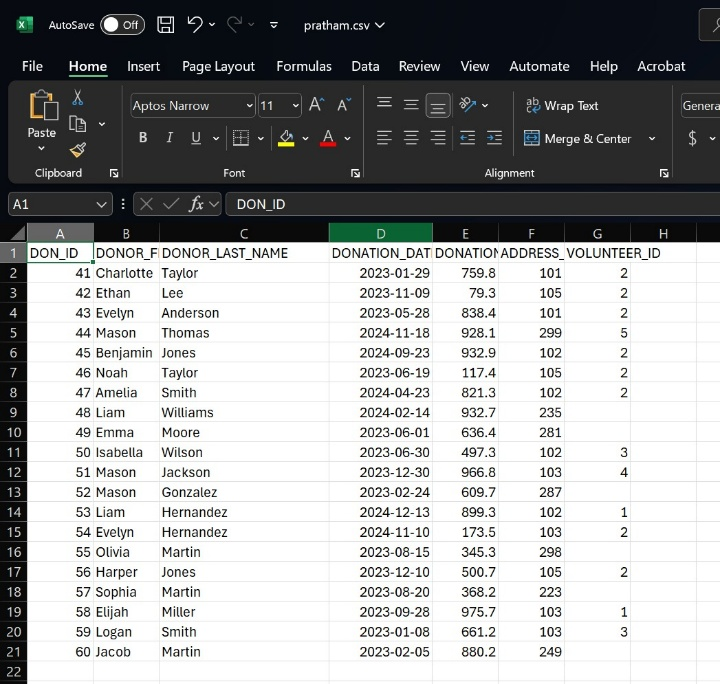 AutoSave Off pratham.csv
File Home Insert Page Layout Formulas Data Review View Automate Help Acrobat
Paste Aptos Narrow 11 A A ab Wrap Text Genera
B I U A Merge & Center $
Clipboard Font Alignment
A1 fx DON_ID
A B C D E F G H
1 DON_ID DONOR_F DONOR_LAST_NAME DONATION_DATI DONATION ADDRESS_ VOLUNTEER_ID
2 41 Charlotte Taylor 2023-01-29 759.8 101 2
3 42 Ethan Lee 2023-11-09 79.3 105 2
4 43 Evelyn Anderson 2023-05-28 838.4 101 2
5 44 Mason Thomas 2024-11-18 928.1 299 5
6 45 Benjamin Jones 2024-09-23 932.9 102 2
7 46 Noah Taylor 2023-06-19 117.4 105 2
8 47 Amelia Smith 2024-04-23 821.3 102 2
9 48 Liam Williams 2024-02-14 932.7 235
10 49 Emma Moore 2023-06-01 636.4 281
11 50 Isabella Wilson 2023-06-30 497.3 102 3
12 51 Mason Jackson 2023-12-30 966.8 103 4
13 52 Mason Gonzalez 2023-02-24 609.7 287
14 53 Liam Hernandez 2024-12-13 899.3 102 1
15 54 Evelyn Hernandez 2024-11-10 173.5 103 2
16 55 Olivia Martin 2023-08-15 345.3 298
17 56 Harper Jones 2023-12-10 500.7 105 2
18 57 Sophia Martin 2023-08-20 368.2 223
19 58 Elijah Miller 2023-09-28 975.7 103 1
20 59 Logan Smith 2023-01-08 661.2 103 3
21 60 Jacob Martin 2023-02-05 880.2 249
22